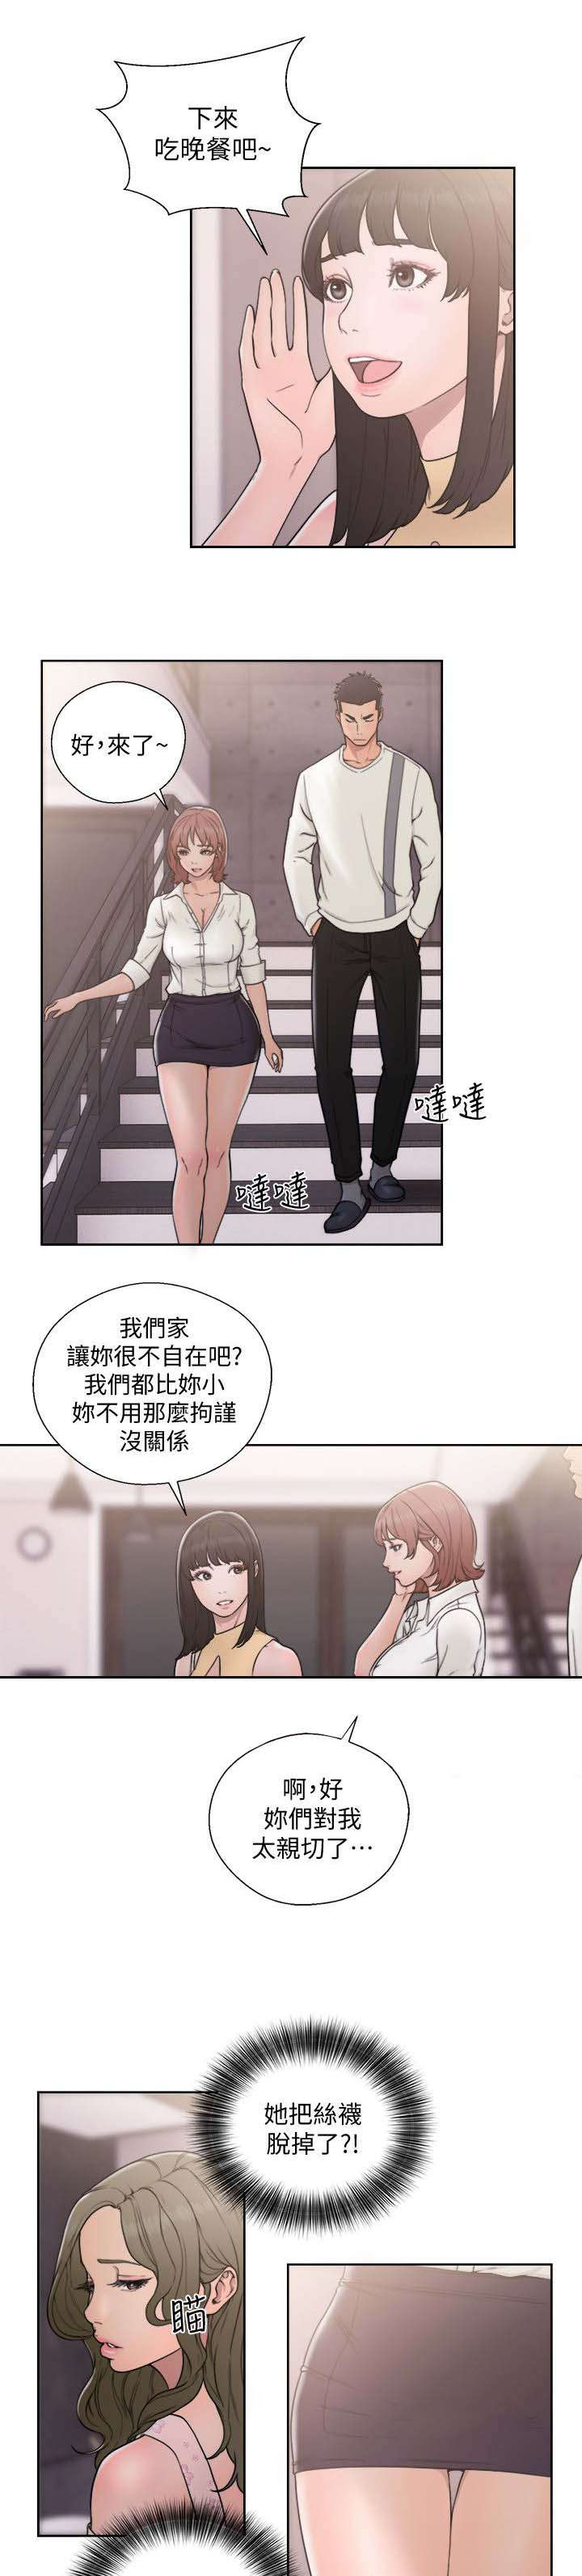 下來
吃晚餐吧~
好,來了~
噠噠
噠噠
我們家
讓妳很不自在吧?
我們都比妳小
妳不用那麼拘謹
沒關係
啊,好
妳們對我
太親切了…
她把絲襪
脫掉了?!
瞄